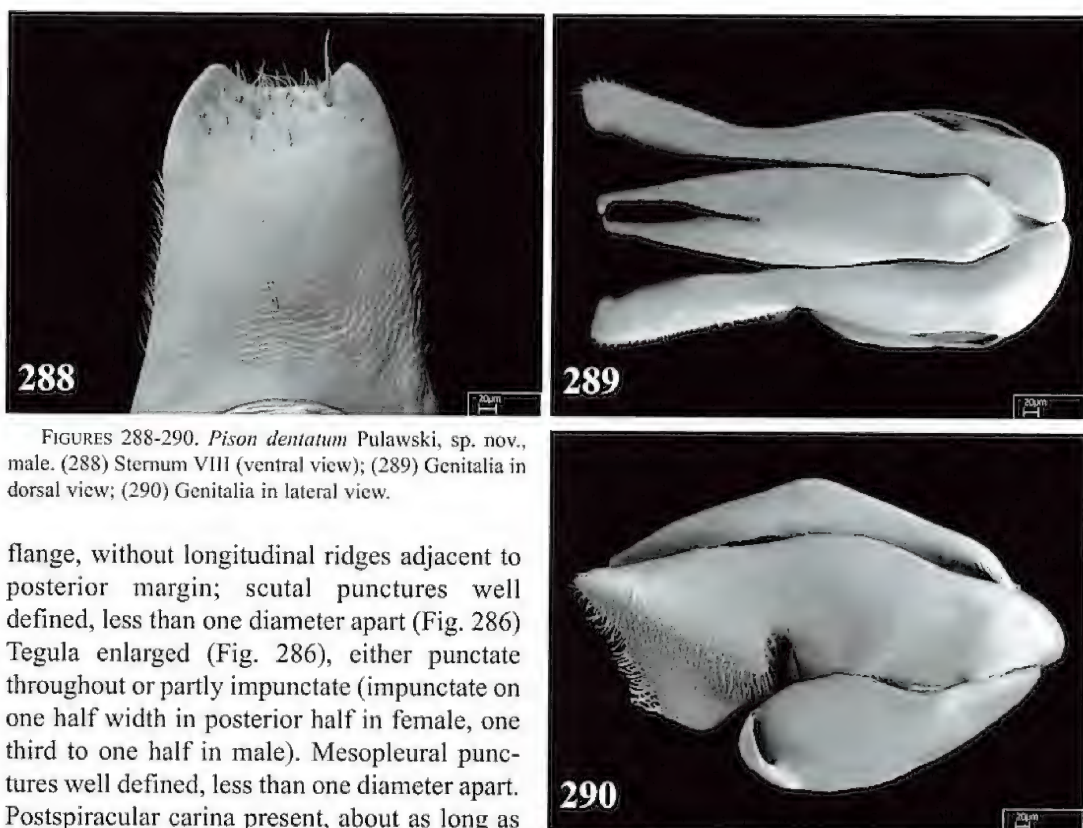 288
20μm
289
20μm
FIGURES 288-290. Pison dentatum Pulawski, sp. nov.,
male. (288) Sternum VIII (ventral view); (289) Genitalia in
dorsal view; (290) Genitalia in lateral view.
290
20μm
flange, without longitudinal ridges adjacent to
posterior margin; scutal punctures well
defined, less than one diameter apart (Fig. 286)
Tegula enlarged (Fig. 286), either punctate
throughout or partly impunctate (impunctate on
one half width in posterior half in female, one
third to one half in male). Mesopleural punc-
tures well defined, less than one diameter apart.
Postspiracular carina present, about as long as